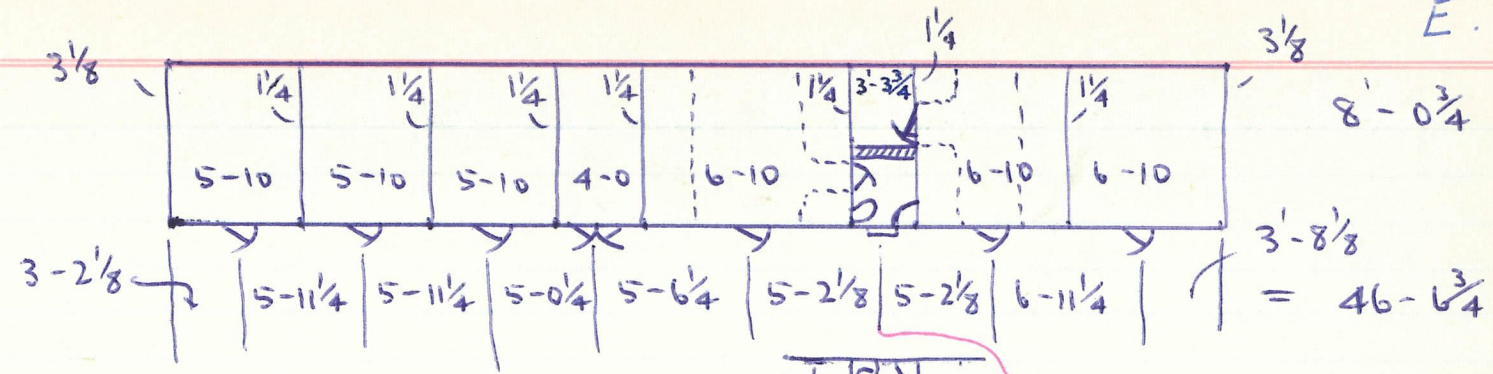 E.
3 1/8 1 1/4 3 1/8
1 1/4 1 1/4 1 1/4 1 1/4 1 1/4 3'-3 3/4 1 1/4 8'-0 3/4
5-10 5-10 5-10 4-0 6-10 6-10 6-10
3-2 1/8 5-11 1/4 5-11 1/4 5-0 1/4 5-6 1/4 5-2 1/8 5-2 1/8 6-11 1/4 3'-8 1/8
= 46-6 3/4